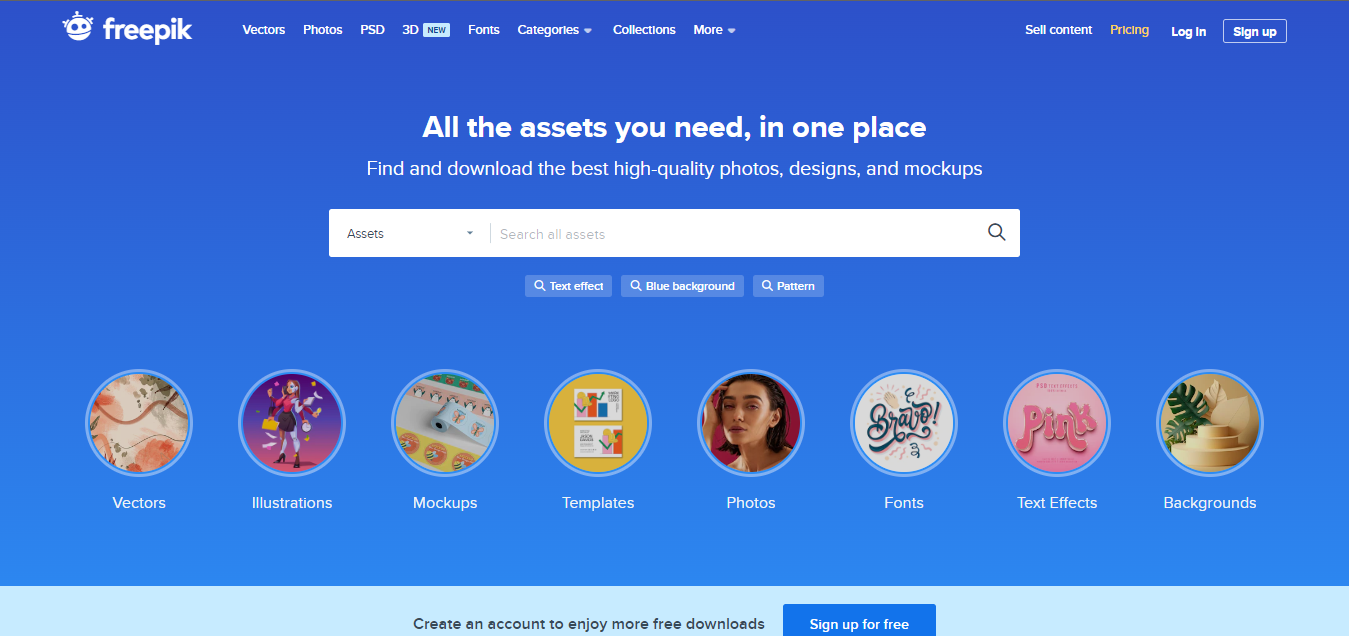 freepik
Vectors Photos PSD 3D NEW Fonts Categories Collections More Sell content Pricing Log in Sign up
All the assets you need, in one place
Find and download the best high-quality photos, designs, and mockups
Assets Search all assets
Text effect Blue background Pattern
Bravo!
PSD TEXT EFFECTS
Pink
Vectors Illustrations Mockups Templates Photos Fonts Text Effects Backgrounds
Create an account to enjoy more free downloads Sign up for free